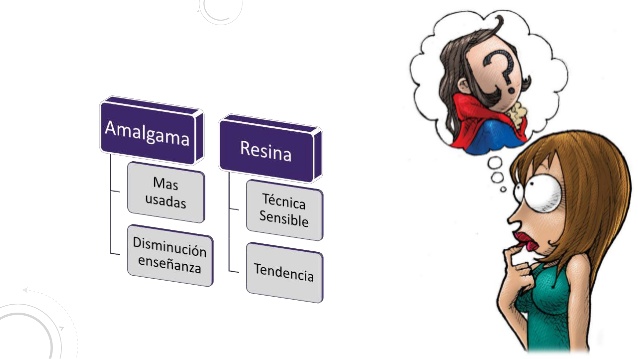 Amalgama
Mas
usadas
Disminución
enseñanza
Resina
Técnica
Sensible
Tendencia
?